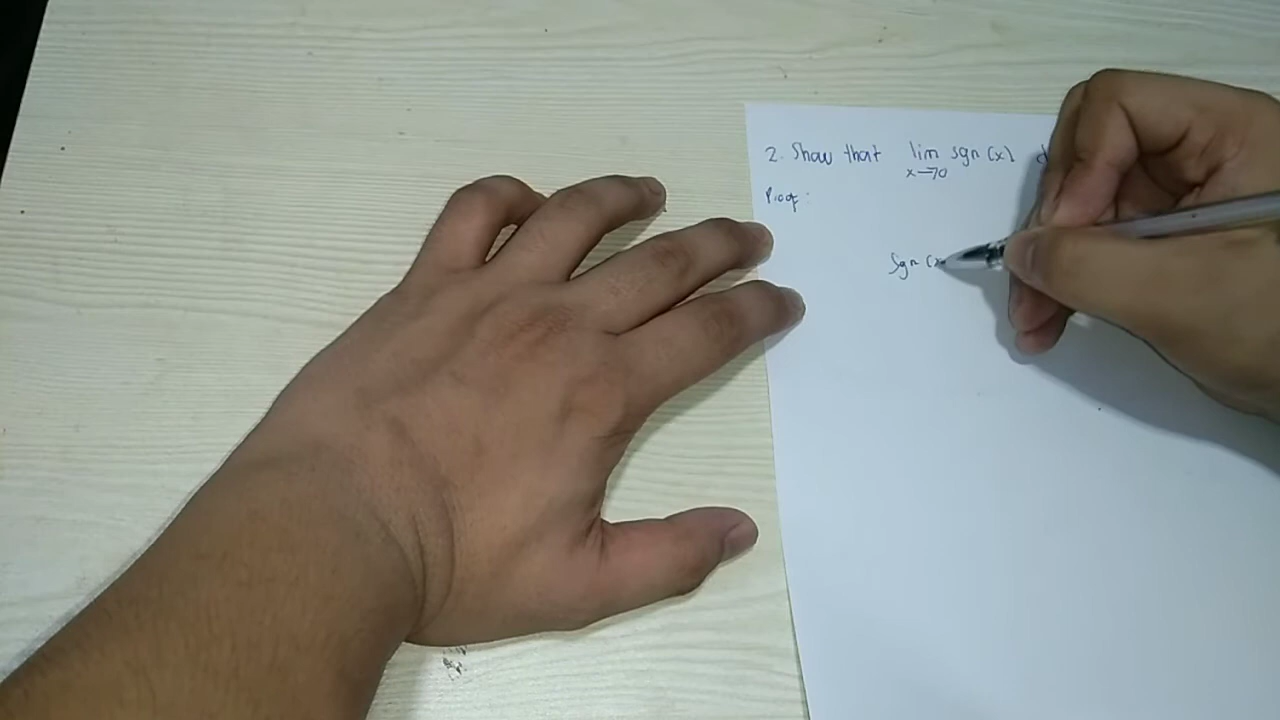 2. Show that lim sgn(x)
x→0
Proof:
Sgn (x